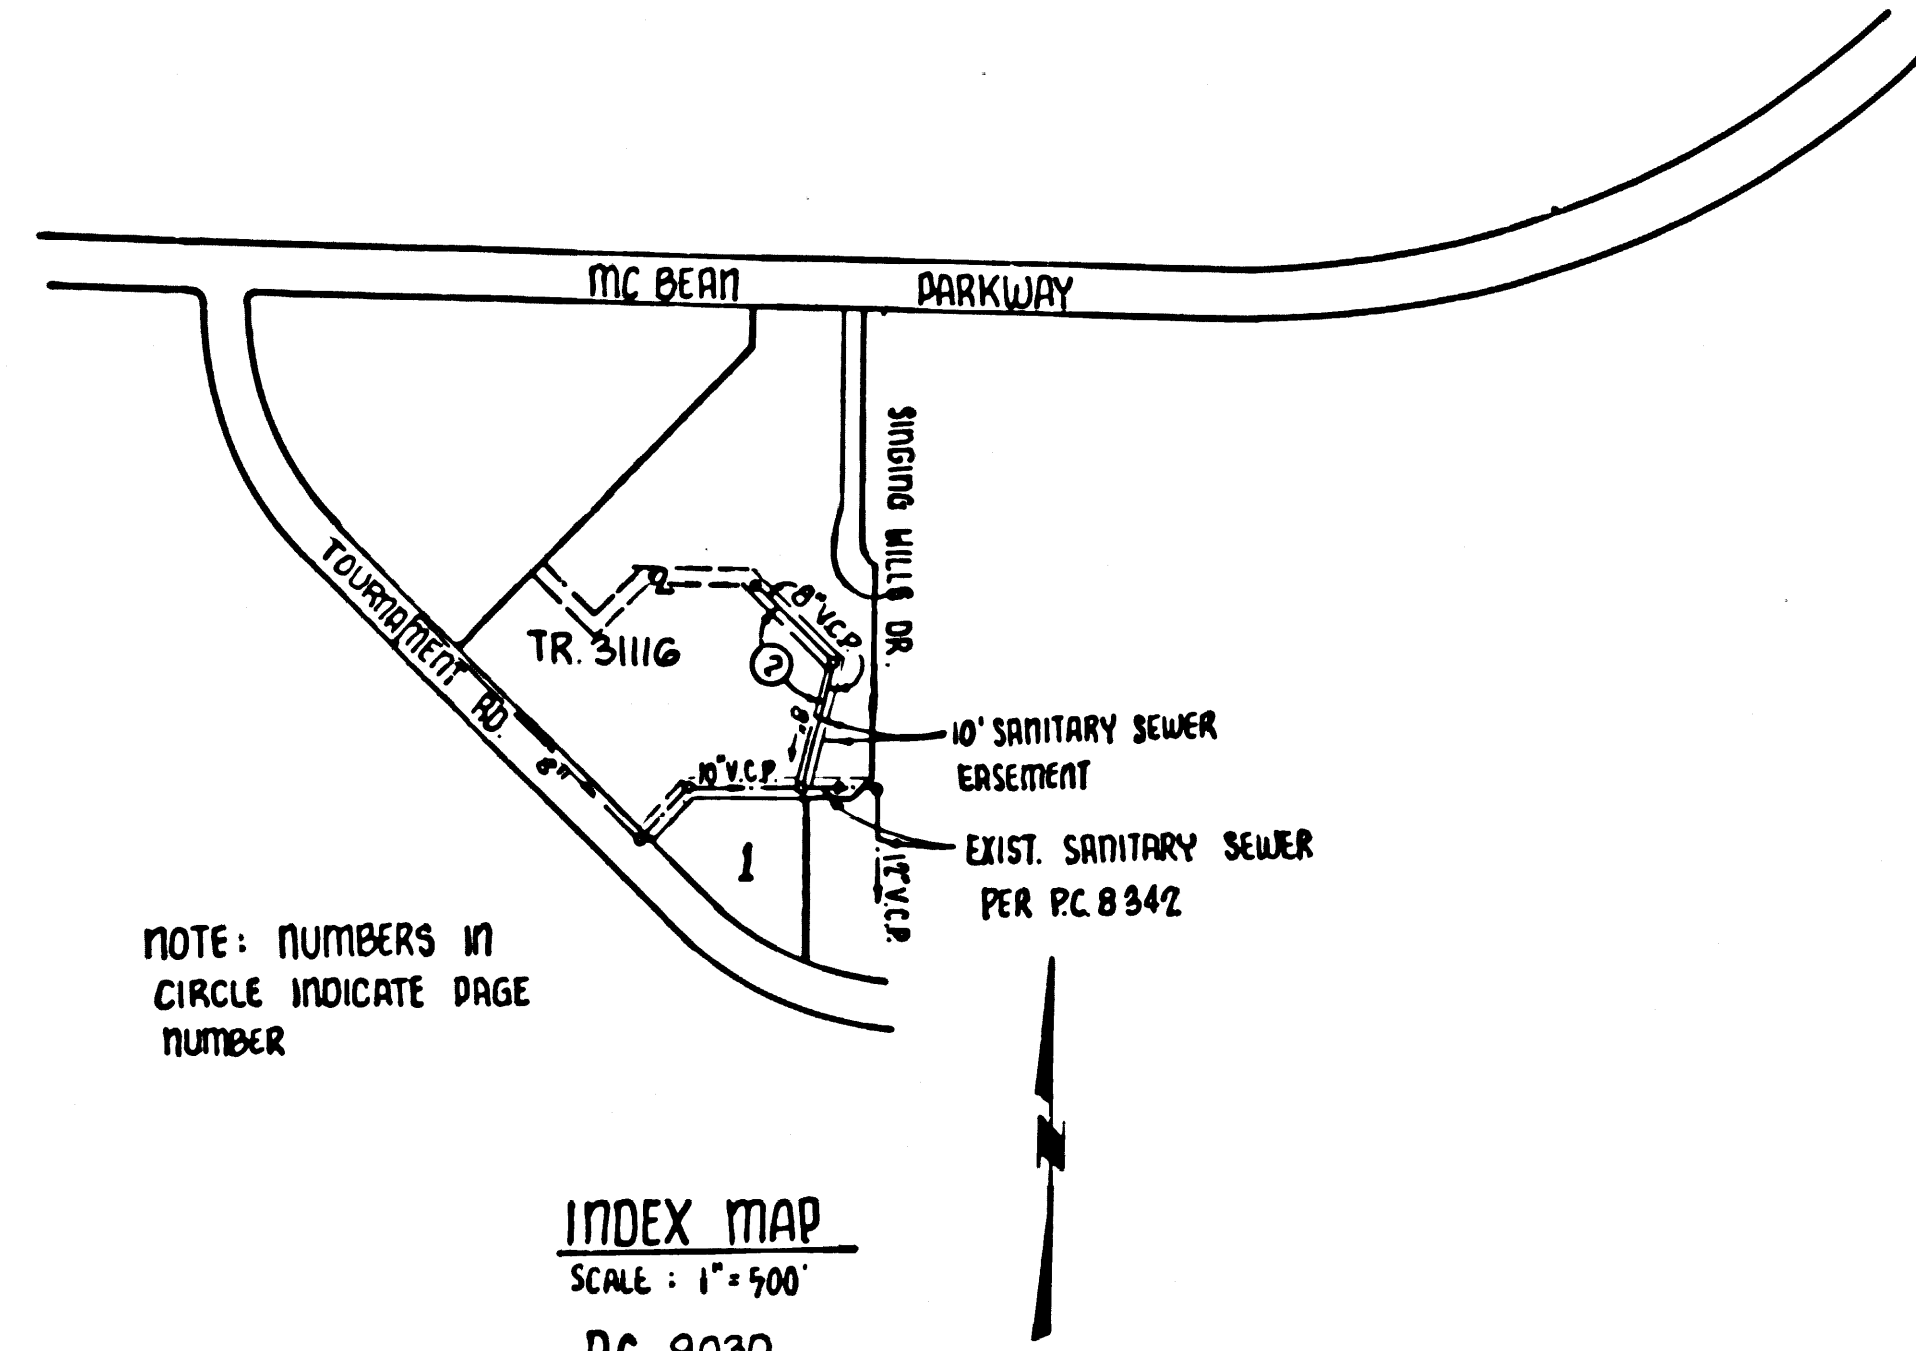 MC BEAN PARKWAY
SINGING HILLS DR.
TOURNAMENT RD.
8" V.C.P.
TR. 31116
2
8"
10' SANITARY SEWER
EASEMENT
10" V.C.P.
8"
EXIST. SANITARY SEWER
PER P.C. 8342
1
12" V.C.P.
NOTE: NUMBERS IN
CIRCLE INDICATE PAGE
NUMBER
N
INDEX MAP
SCALE: 1" = 500'